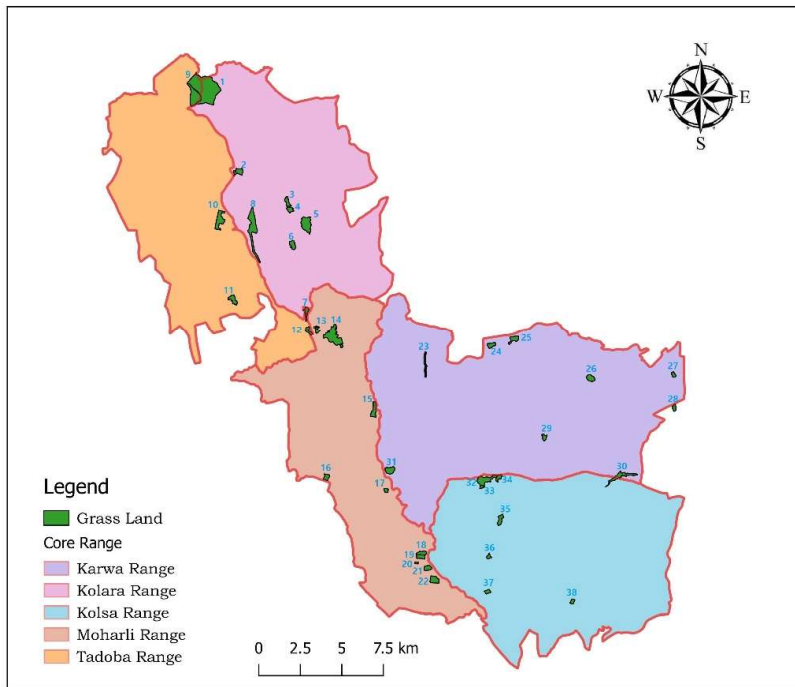 N
W E
S
9 1
2
3
4
10 8 5
6
11
7
12 13 14
23 24 25
26 27
28
15
29
16 31
17
32 34 30
33
35
18
19
20
21
22
36
37
38
Legend
Grass Land
Core Range
Karwa Range
Kolara Range
Kolsa Range
Moharli Range
Tadoba Range
0 2.5 5 7.5 km